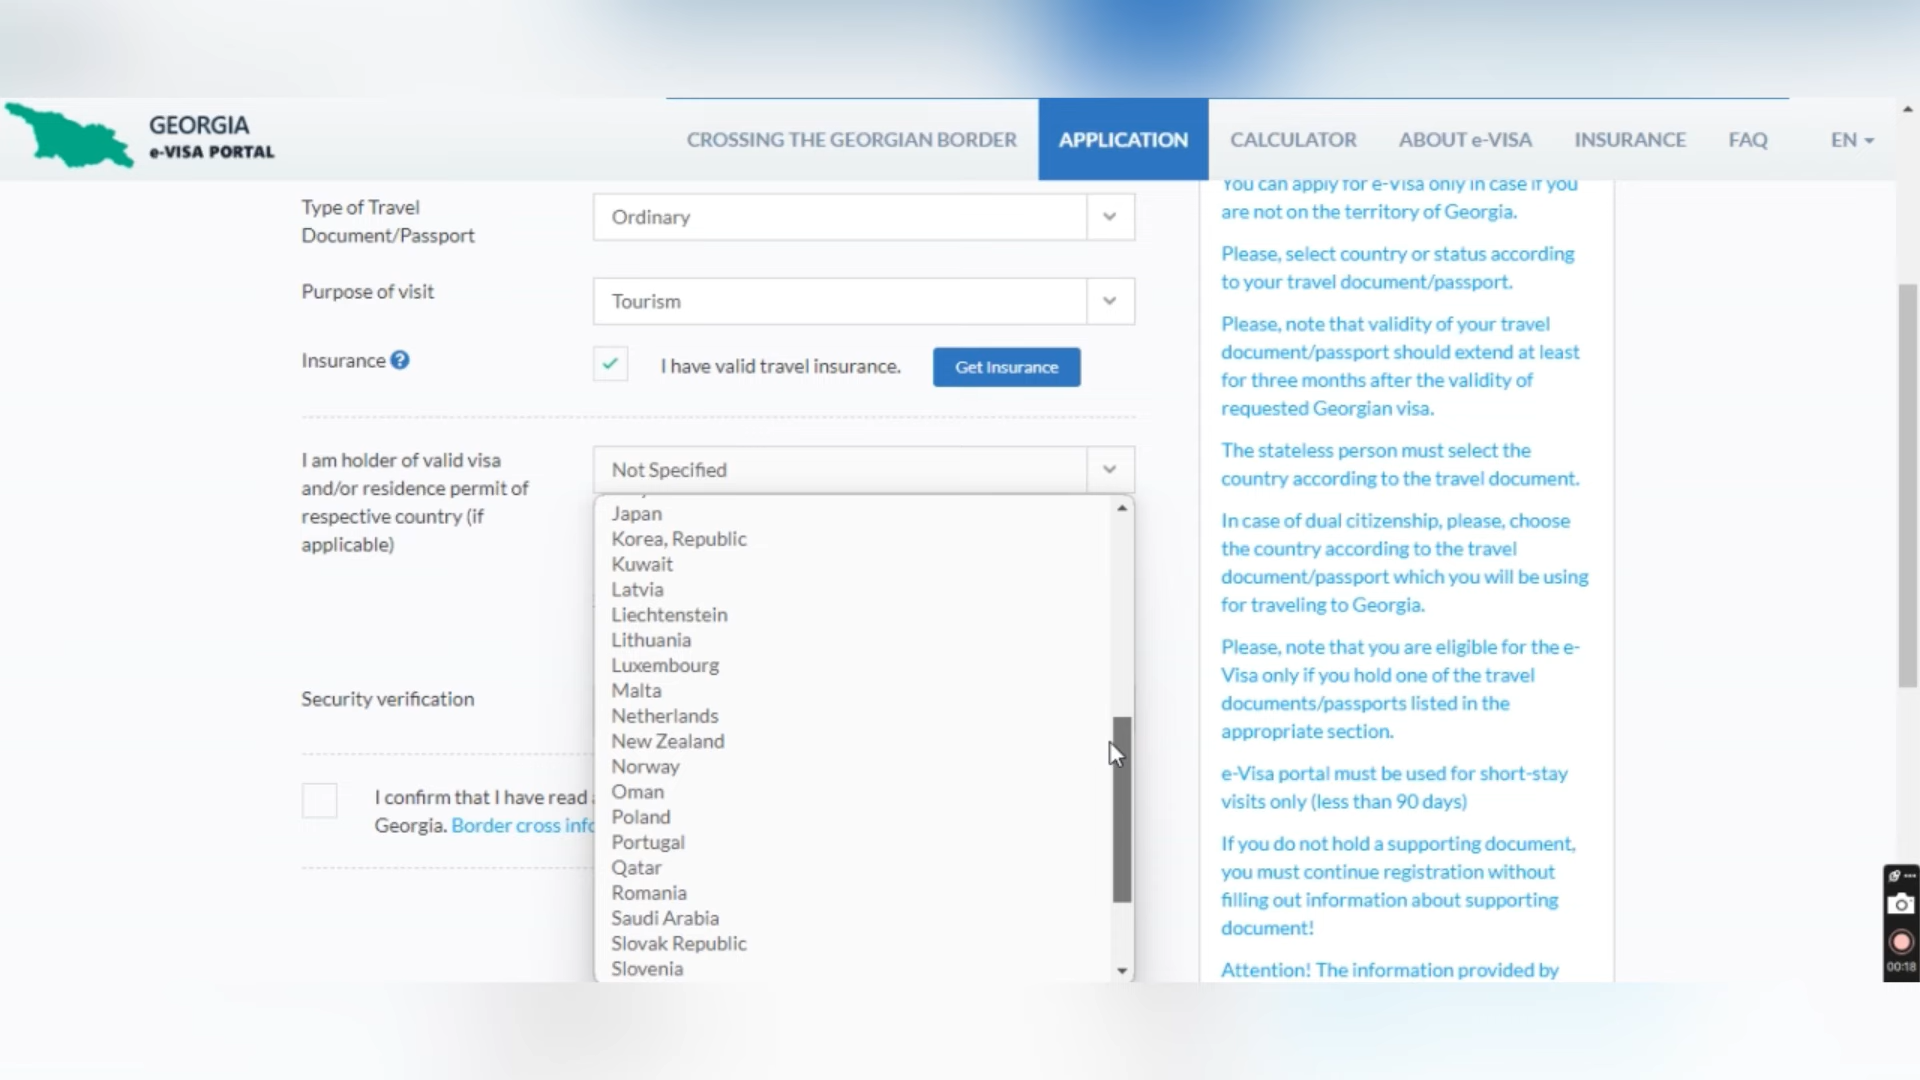 GEORGIA
e-VISA PORTAL
CROSSING THE GEORGIAN BORDER
APPLICATION
CALCULATOR
ABOUT e-VISA
INSURANCE
FAQ
EN
Type of Travel
Document/Passport
Ordinary
Purpose of visit
Tourism
Insurance ?
I have valid travel insurance.
Get Insurance
I am holder of valid visa
and/or residence permit of
respective country (if
applicable)
Not Specified
Japan
Korea, Republic
Kuwait
Latvia
Liechtenstein
Lithuania
Luxembourg
Malta
Netherlands
New Zealand
Norway
Oman
Poland
Portugal
Qatar
Romania
Saudi Arabia
Slovak Republic
Slovenia
Security verification
I confirm that I have read
Georgia. Border cross info
You can apply for e-Visa only in case if you
are not on the territory of Georgia.
Please, select country or status according
to your travel document/passport.
Please, note that validity of your travel
document/passport should extend at least
for three months after the validity of
requested Georgian visa.
The stateless person must select the
country according to the travel document.
In case of dual citizenship, please, choose
the country according to the travel
document/passport which you will be using
for traveling to Georgia.
Please, note that you are eligible for the e-
Visa only if you hold one of the travel
documents/passports listed in the
appropriate section.
e-Visa portal must be used for short-stay
visits only (less than 90 days)
If you do not hold a supporting document,
you must continue registration without
filling out information about supporting
document!
Attention! The information provided by
00:18